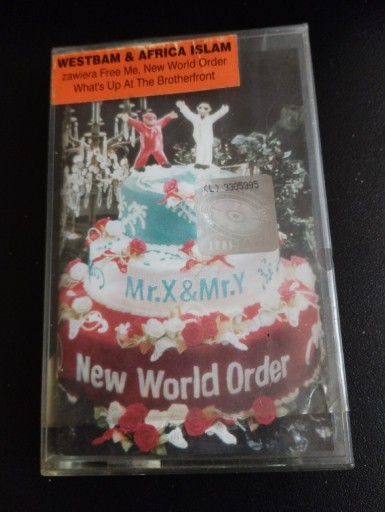 WESTBAM & AFRICA ISLAM
zawiera Free Me, New World Order
What's Up At The Brotherfront
(L) 3305395
Mr.X&Mr.Y
New World Order